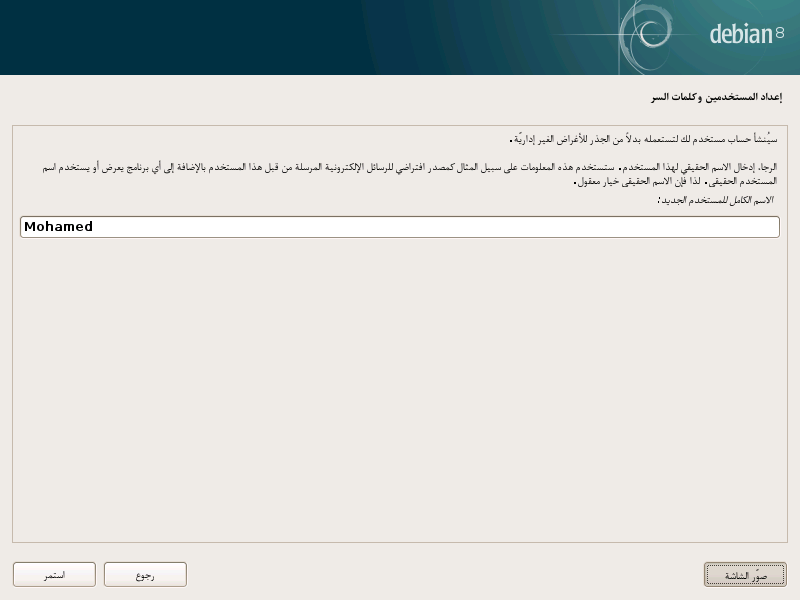 debian 8
إعداد المستخدمين وكلمات السر
سيُنشأ حساب مستخدم لك لتستعمله بدلاً من الجذر للأغراض الغير إداريّة.
الرجاء إدخال الاسم الحقيقي لهذا المستخدم. ستستخدم هذه المعلومات على سبيل المثال كمصدر افتراضي للرسائل الإلكترونية المرسلة من قبل هذا المستخدم بالإضافة إلى أي برنامج يعرض أو يستخدم اسم
المستخدم الحقيقي. لذا فإن الاسم الحقيقي خيار معقول.
الاسم الكامل للمستخدم الجديد:
Mohamed
صوّر الشاشة
رجوع
استمر